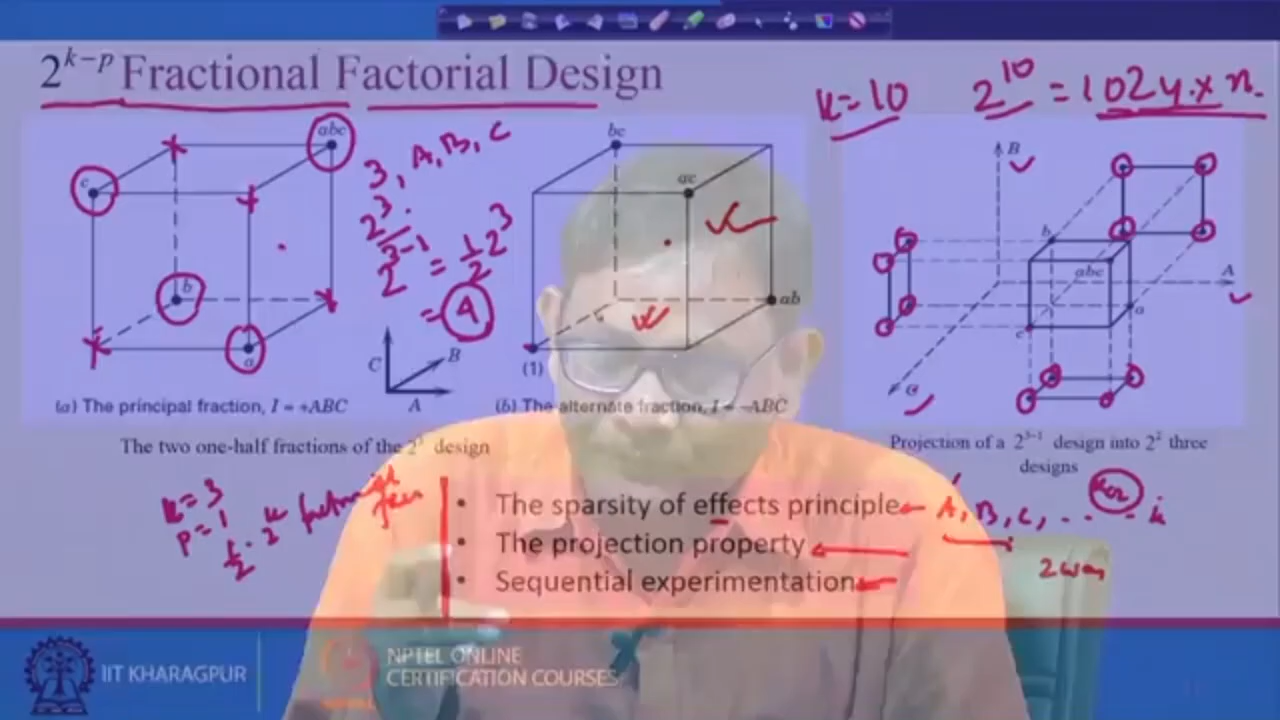 2^{k-p} Fractional Factorial Design
k=10 2^{10} = 1024 × n.
abc
c
b
a
3, A, B, C
2^3.
2^{3-1} = 1/2 2^3
= 4
C
B
A
(a) The principal fraction, I = +ABC
bc
ac
ab
(1)
(b) The alternate fraction, I = -ABC
The two one-half fractions of the 2^3 design
B
A
C
b
abc
a
c
Projection of a 2^{3-1} design into 2^2 three
designs
k=3
p=1
1/2 . 2^k
• The sparsity of effects principle
• The projection property
• Sequential experimentation
A, B, C, . . . k
2 way
IIT KHARAGPUR
NPTEL ONLINE
CERTIFICATION COURSES